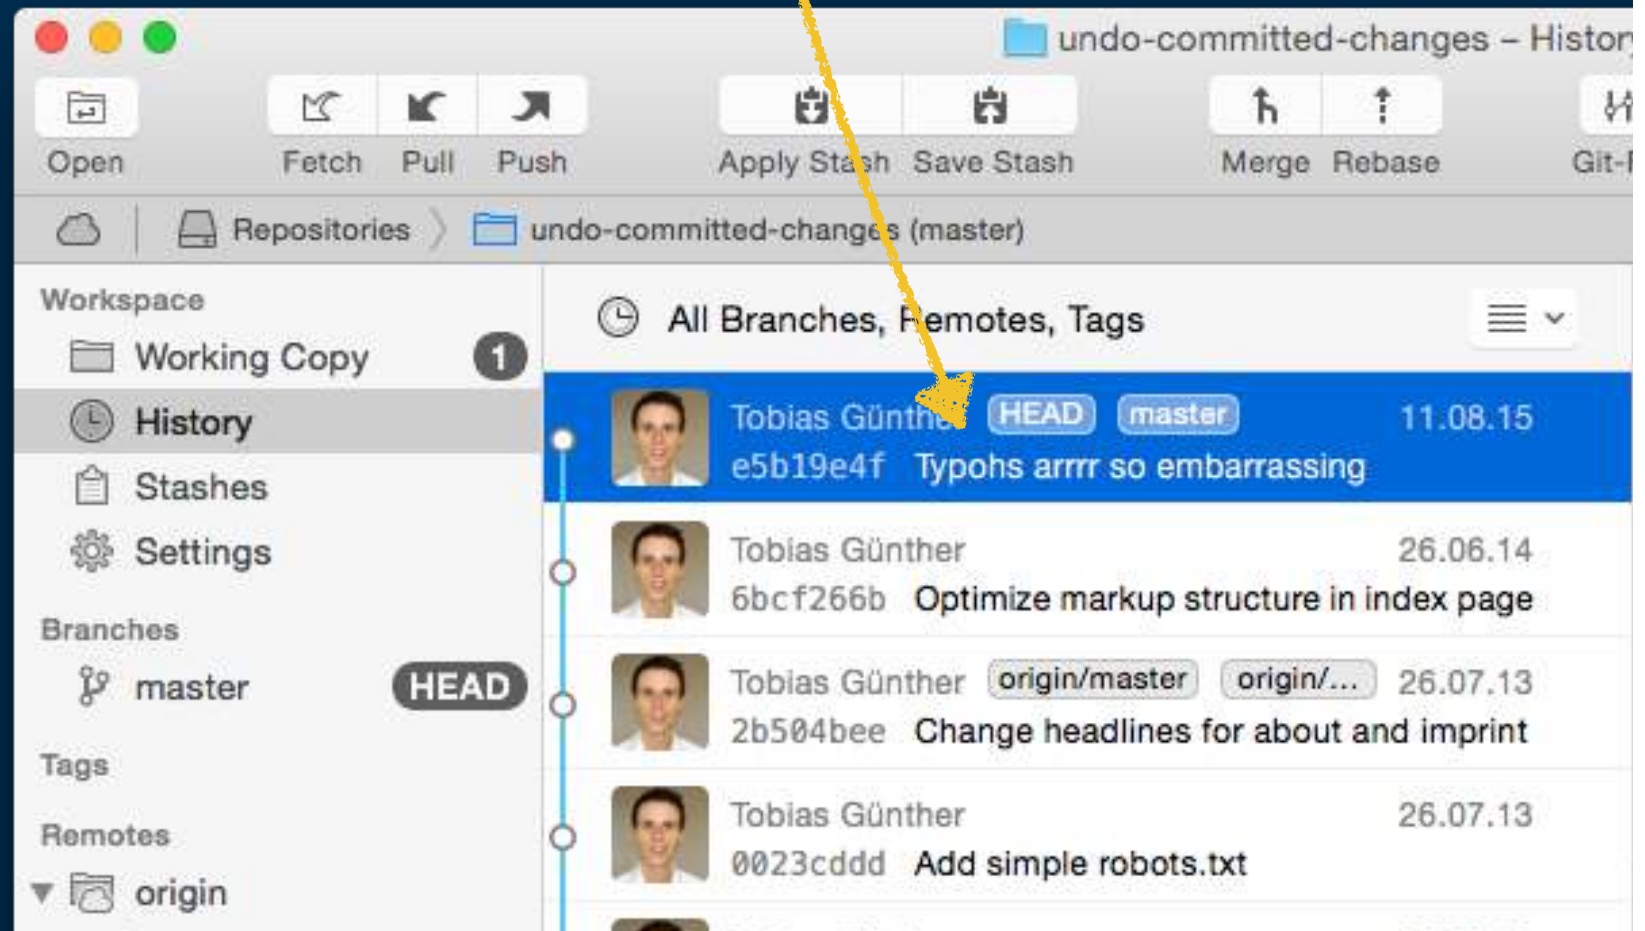 undo-committed-changes – History
Open Fetch Pull Push Apply Stash Save Stash Merge Rebase
Repositories undo-committed-changes (master)
Workspace
Working Copy 1
History
Stashes
Settings
Branches
master HEAD
Tags
Remotes
origin
All Branches, Remotes, Tags
Tobias Günther HEAD master 11.08.15
e5b19e4f Typohs arrrr so embarrassing
Tobias Günther 26.06.14
6bcf266b Optimize markup structure in index page
Tobias Günther origin/master origin/... 26.07.13
2b504bee Change headlines for about and imprint
Tobias Günther 26.07.13
0023cddd Add simple robots.txt